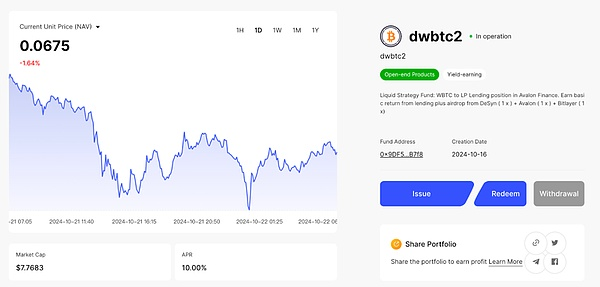 Current Unit Price (NAV)
0.0675
-1.64%
1H 1D 1W 1M 1Y
-21 07:05 2024-10-21 11:40 2024-10-21 16:15 2024-10-21 20:50 2024-10-22 01:25 2024-10-22 06:
Market Cap
$7.7683
APR
10.00%
dwbtc2
In operation
dwbtc2
Open-end Products Yield-earning
Liquid Strategy Fund: WBTC to LP Lending position in Avalon Finance. Earn basi
c return from lending plus airdrop from DeSyn ( 1 x ) + Avalon ( 1 x ) + Bitlayer ( 1
x)
Fund Address Creation Date
0x9DF5...B7f8 2024-10-16
Issue Redeem Withdrawal
Share Portfolio
Share the portfolio to earn profit Learn More